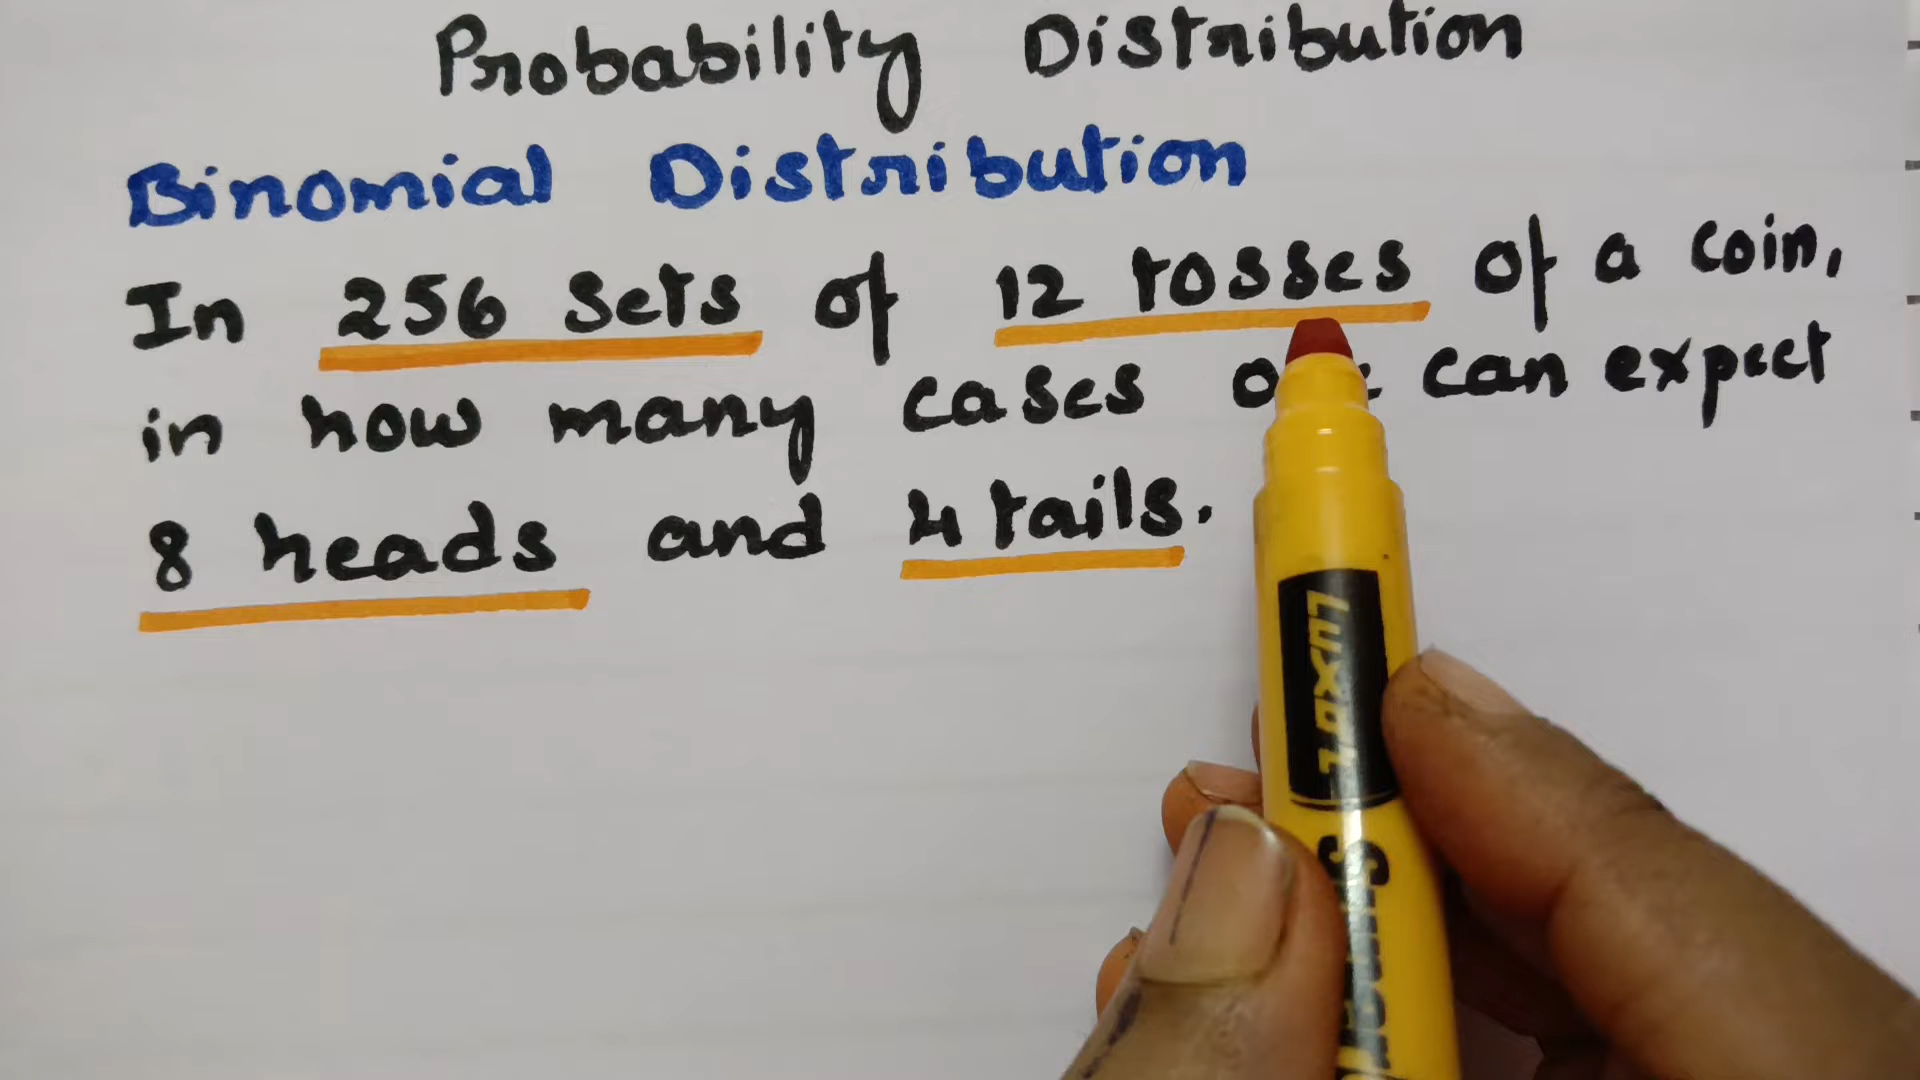 Probability Distribution
Binomial Distribution
In 256 sets of 12 tosses of a coin,
in how many cases can expect
8 heads and 4 tails.
LUXOR